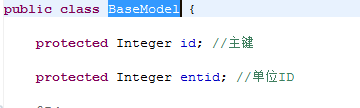 public class BaseModel {
protected Integer id; //主键
protected Integer entid; //单位ID